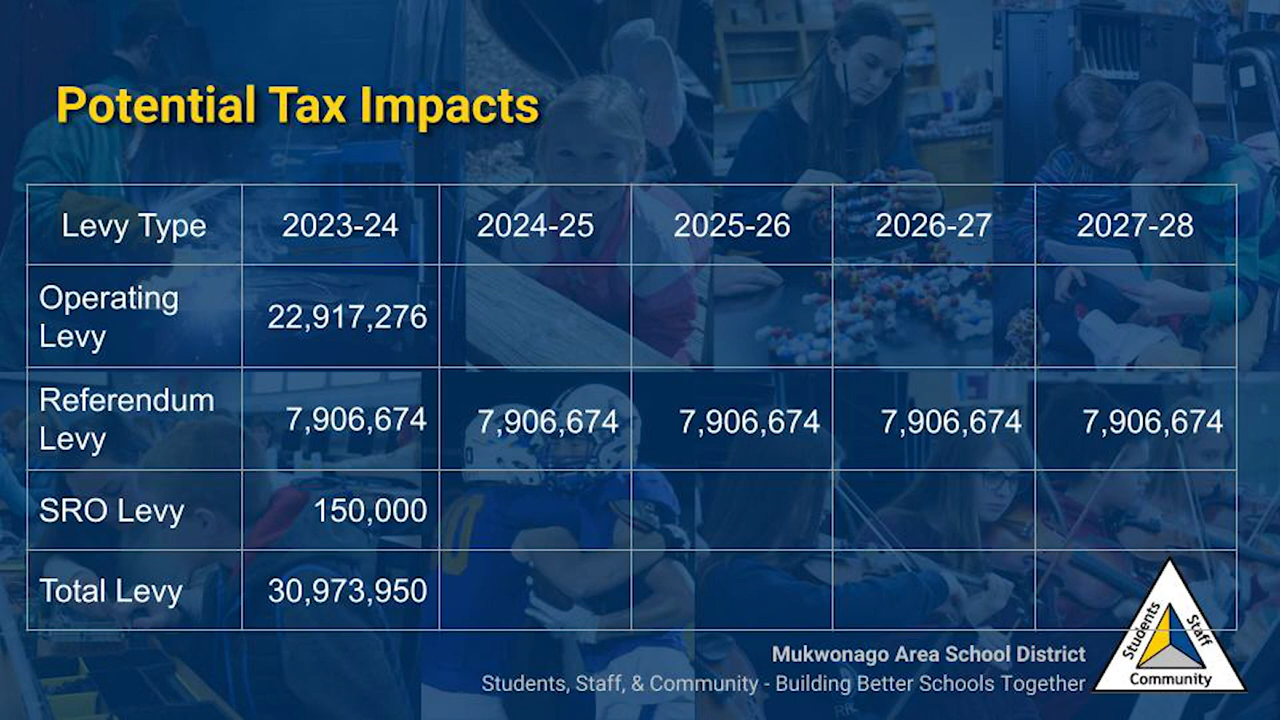 Potential Tax Impacts
Levy Type 2023-24 2024-25 2025-26 2026-27 2027-28
Operating
Levy 22,917,276
Referendum
Levy 7,906,674 7,906,674 7,906,674 7,906,674 7,906,674
SRO Levy 150,000
Total Levy 30,973,950
Mukwonago Area School District
Students, Staff, & Community - Building Better Schools Together
Students
Staff
Community